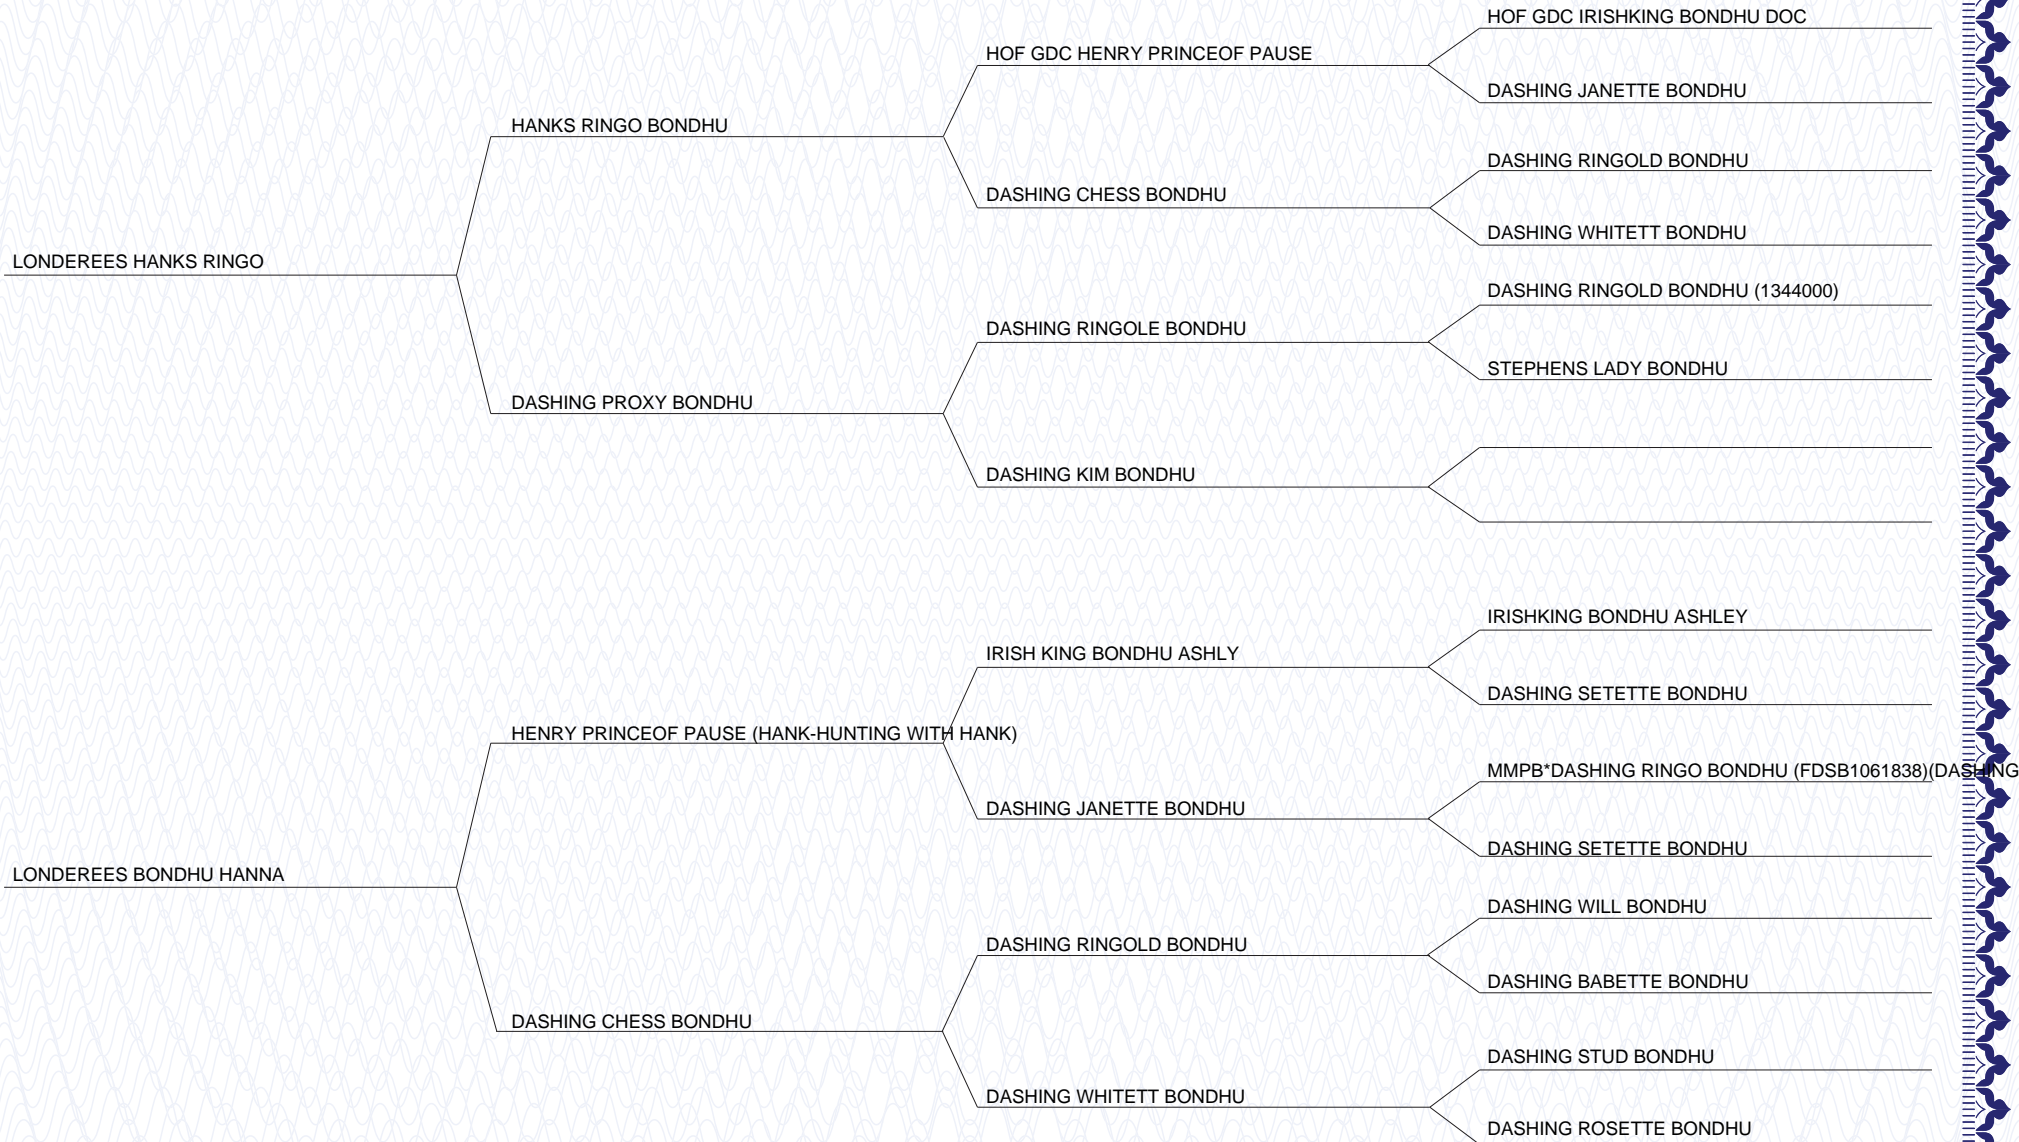 HOF GDC IRISHKING BONDHU DOC
HOF GDC HENRY PRINCEOF PAUSE
DASHING JANETTE BONDHU
HANKS RINGO BONDHU
DASHING RINGOLD BONDHU
DASHING CHESS BONDHU
DASHING WHITETT BONDHU
LONDEREES HANKS RINGO
DASHING RINGOLD BONDHU (1344000)
DASHING RINGOLE BONDHU
STEPHENS LADY BONDHU
DASHING PROXY BONDHU
DASHING KIM BONDHU
IRISHKING BONDHU ASHLEY
IRISH KING BONDHU ASHLY
DASHING SETETTE BONDHU
HENRY PRINCEOF PAUSE (HANK-HUNTING WITH HANK)
MMPB*DASHING RINGO BONDHU (FDSB1061838)(DASHING
DASHING JANETTE BONDHU
DASHING SETETTE BONDHU
LONDEREES BONDHU HANNA
DASHING WILL BONDHU
DASHING RINGOLD BONDHU
DASHING BABETTE BONDHU
DASHING CHESS BONDHU
DASHING STUD BONDHU
DASHING WHITETT BONDHU
DASHING ROSETTE BONDHU